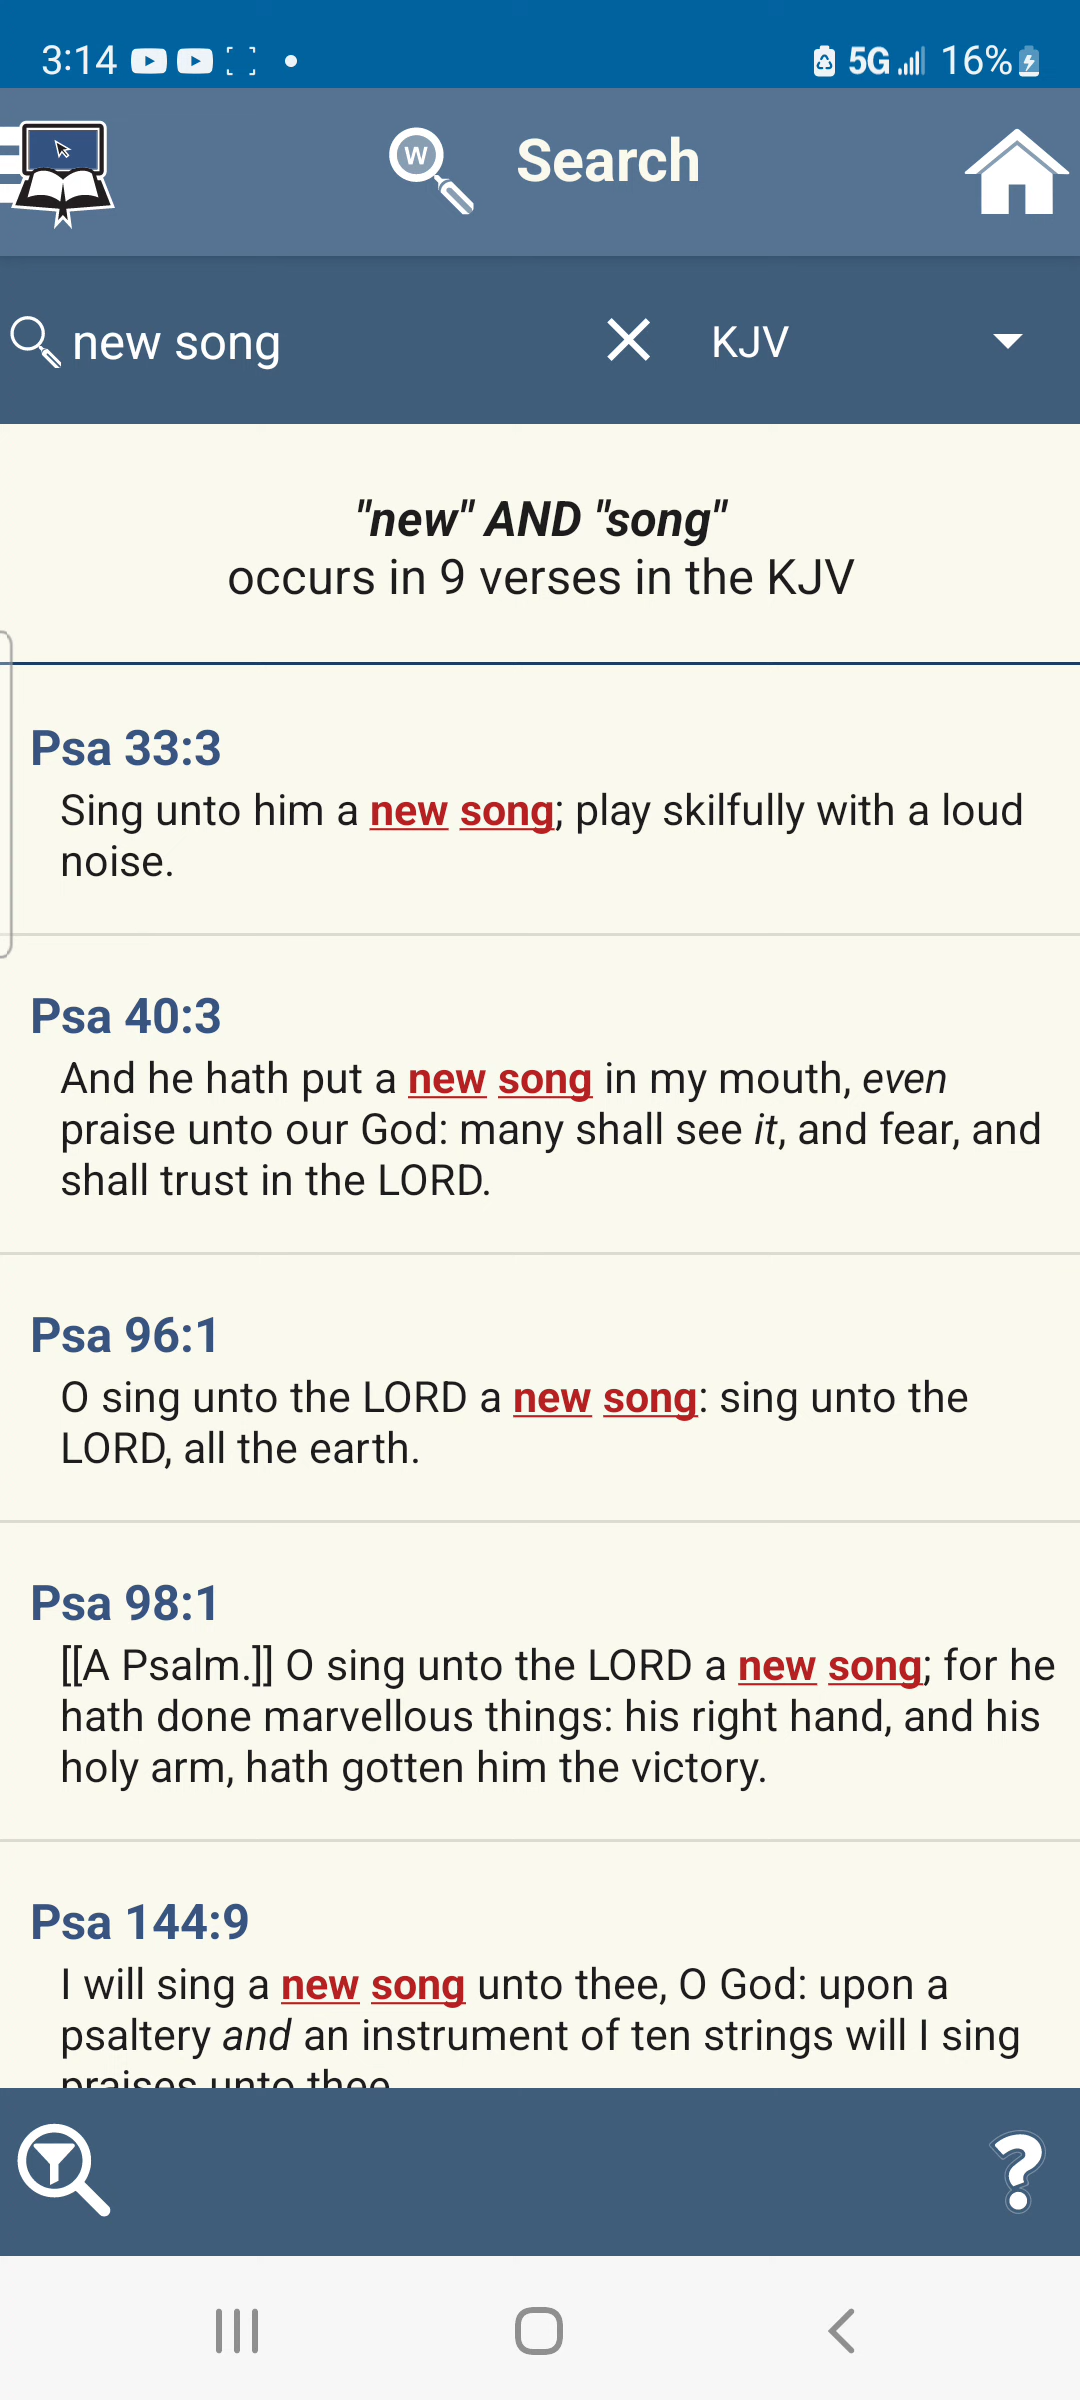 3:14 5G 16%
W Search
new song KJV
"new" AND "song"
occurs in 9 verses in the KJV
Psa 33:3
Sing unto him a new song; play skilfully with a loud
noise.
Psa 40:3
And he hath put a new song in my mouth, even
praise unto our God: many shall see it, and fear, and
shall trust in the LORD.
Psa 96:1
O sing unto the LORD a new song: sing unto the
LORD, all the earth.
Psa 98:1
[[A Psalm.]] O sing unto the LORD a new song; for he
hath done marvellous things: his right hand, and his
holy arm, hath gotten him the victory.
Psa 144:9
I will sing a new song unto thee, O God: upon a
psaltery and an instrument of ten strings will I sing
praises unto thee
?